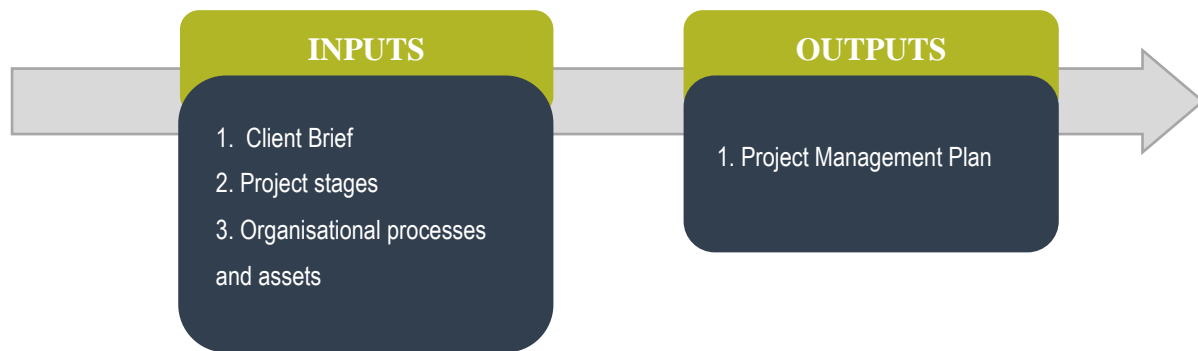 INPUTS
1. Client Brief
2. Project stages
3. Organisational processes
and assets
OUTPUTS
1. Project Management Plan